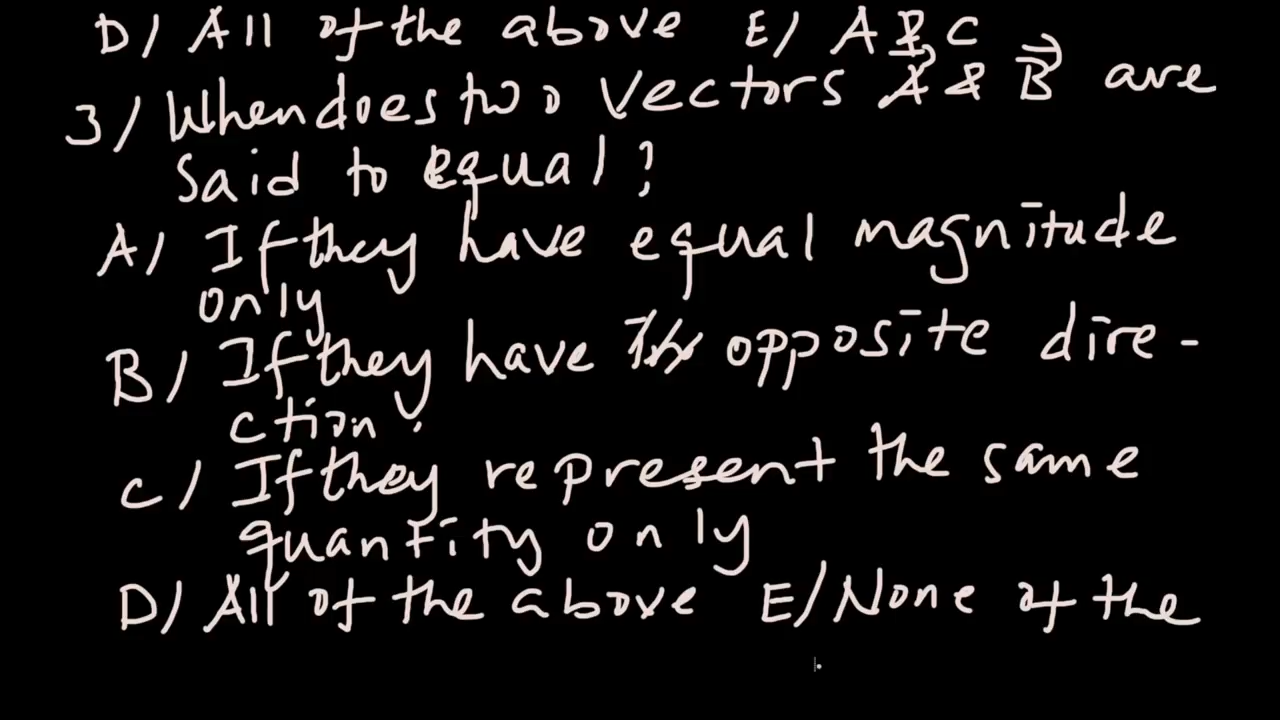 D/ All of the above E/ A & C
3/ When does two vectors A & B are
said to equal?
A/ If they have equal magnitude
only
B/ If they have opposite dire-
ction.
C/ If they represent the same
quantity only
D/ All of the above E/ None of the